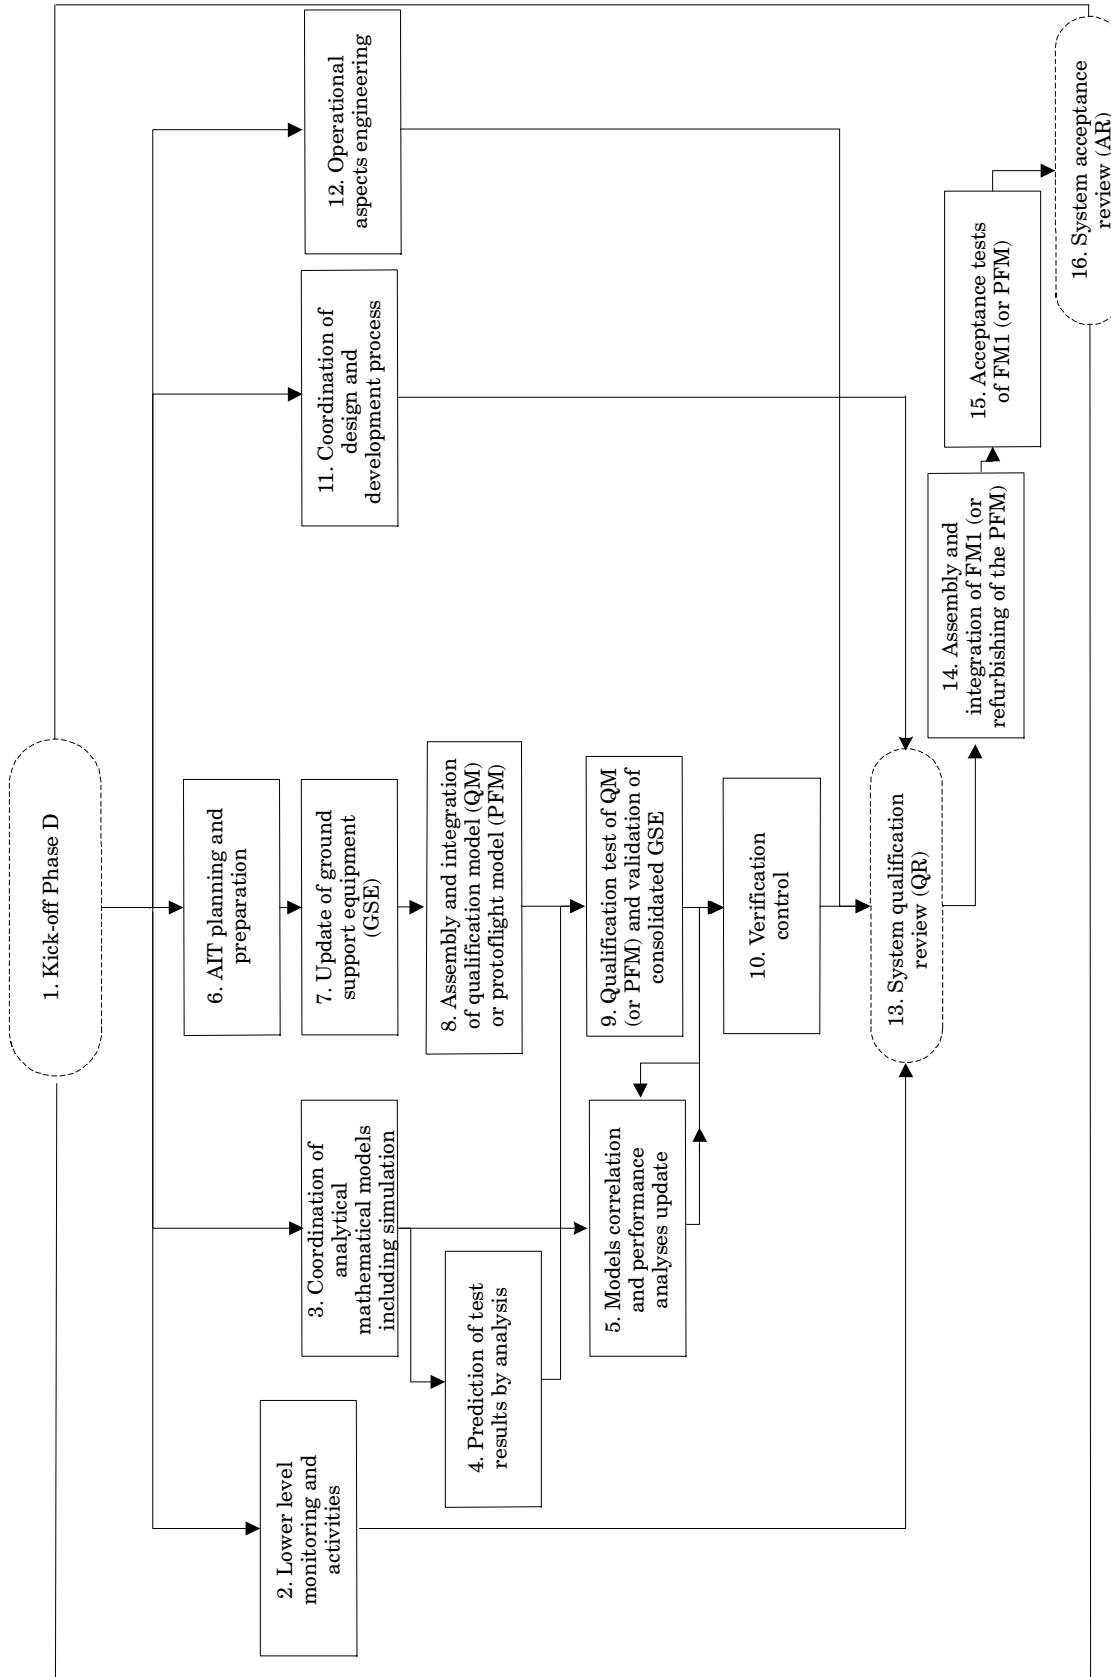 1. Kick-off Phase D
2. Lower level
monitoring and
activities
3. Coordination of
analytical
mathematical models
including simulation
4. Prediction of test
results by analysis
5. Models correlation
and performance
analyses update
6. AIT planning and
preparation
7. Update of ground
support equipment
(GSE)
8. Assembly and integration
of qualification model (QM)
or protoflight model (PFM)
9. Qualification test of QM
(or PFM) and validation of
consolidated GSE
10. Verification
control
11. Coordination of
design and
development process
12. Operational
aspects engineering
13. System qualification
review (QR)
14. Assembly and
integration of FM1 (or
refurbishing of the PFM)
15. Acceptance tests
of FM1 (or PFM)
16. System acceptance
review (AR)